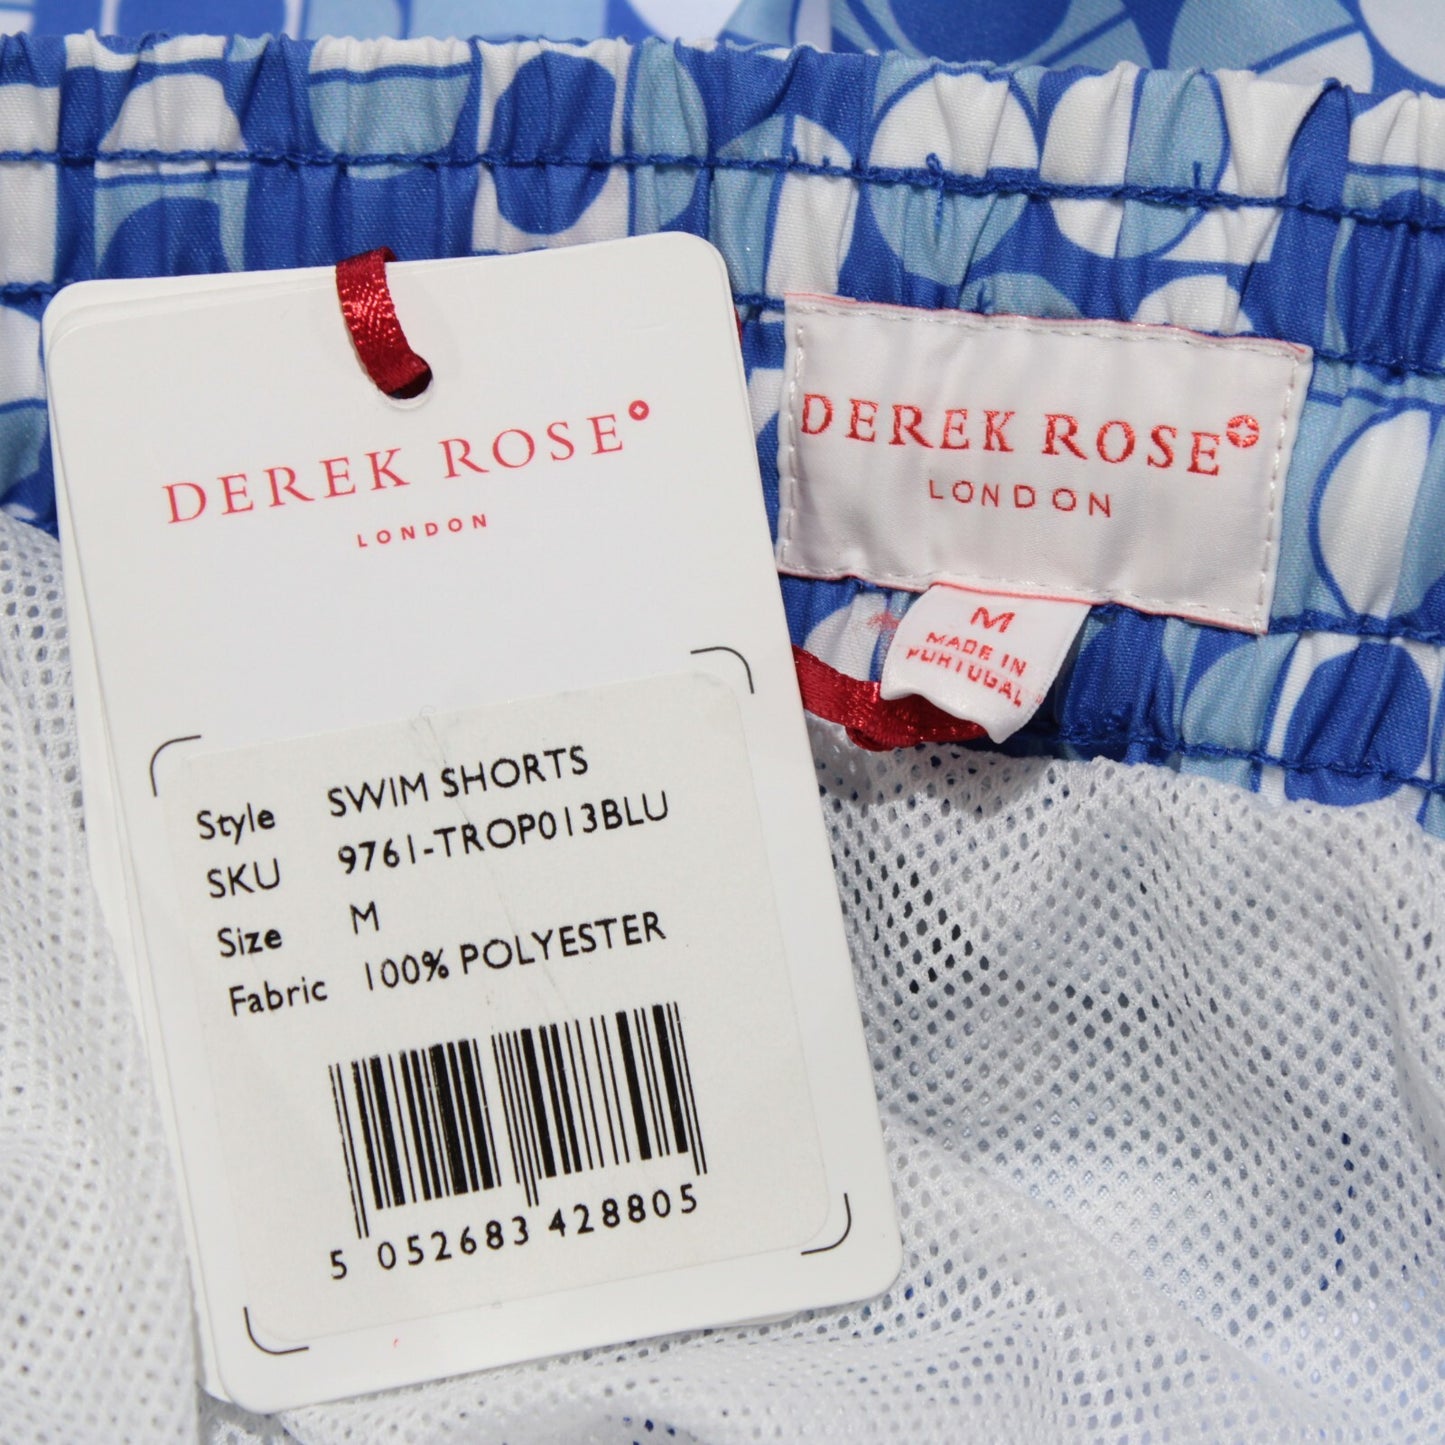 DEREK ROSE
LONDON
Style SWIM SHORTS
SKU 9761-TROP013BLU
Size M
Fabric 100% POLYESTER
5 052683 428805
DEREK ROSE
LONDON
M
MADE IN
PORTUGAL